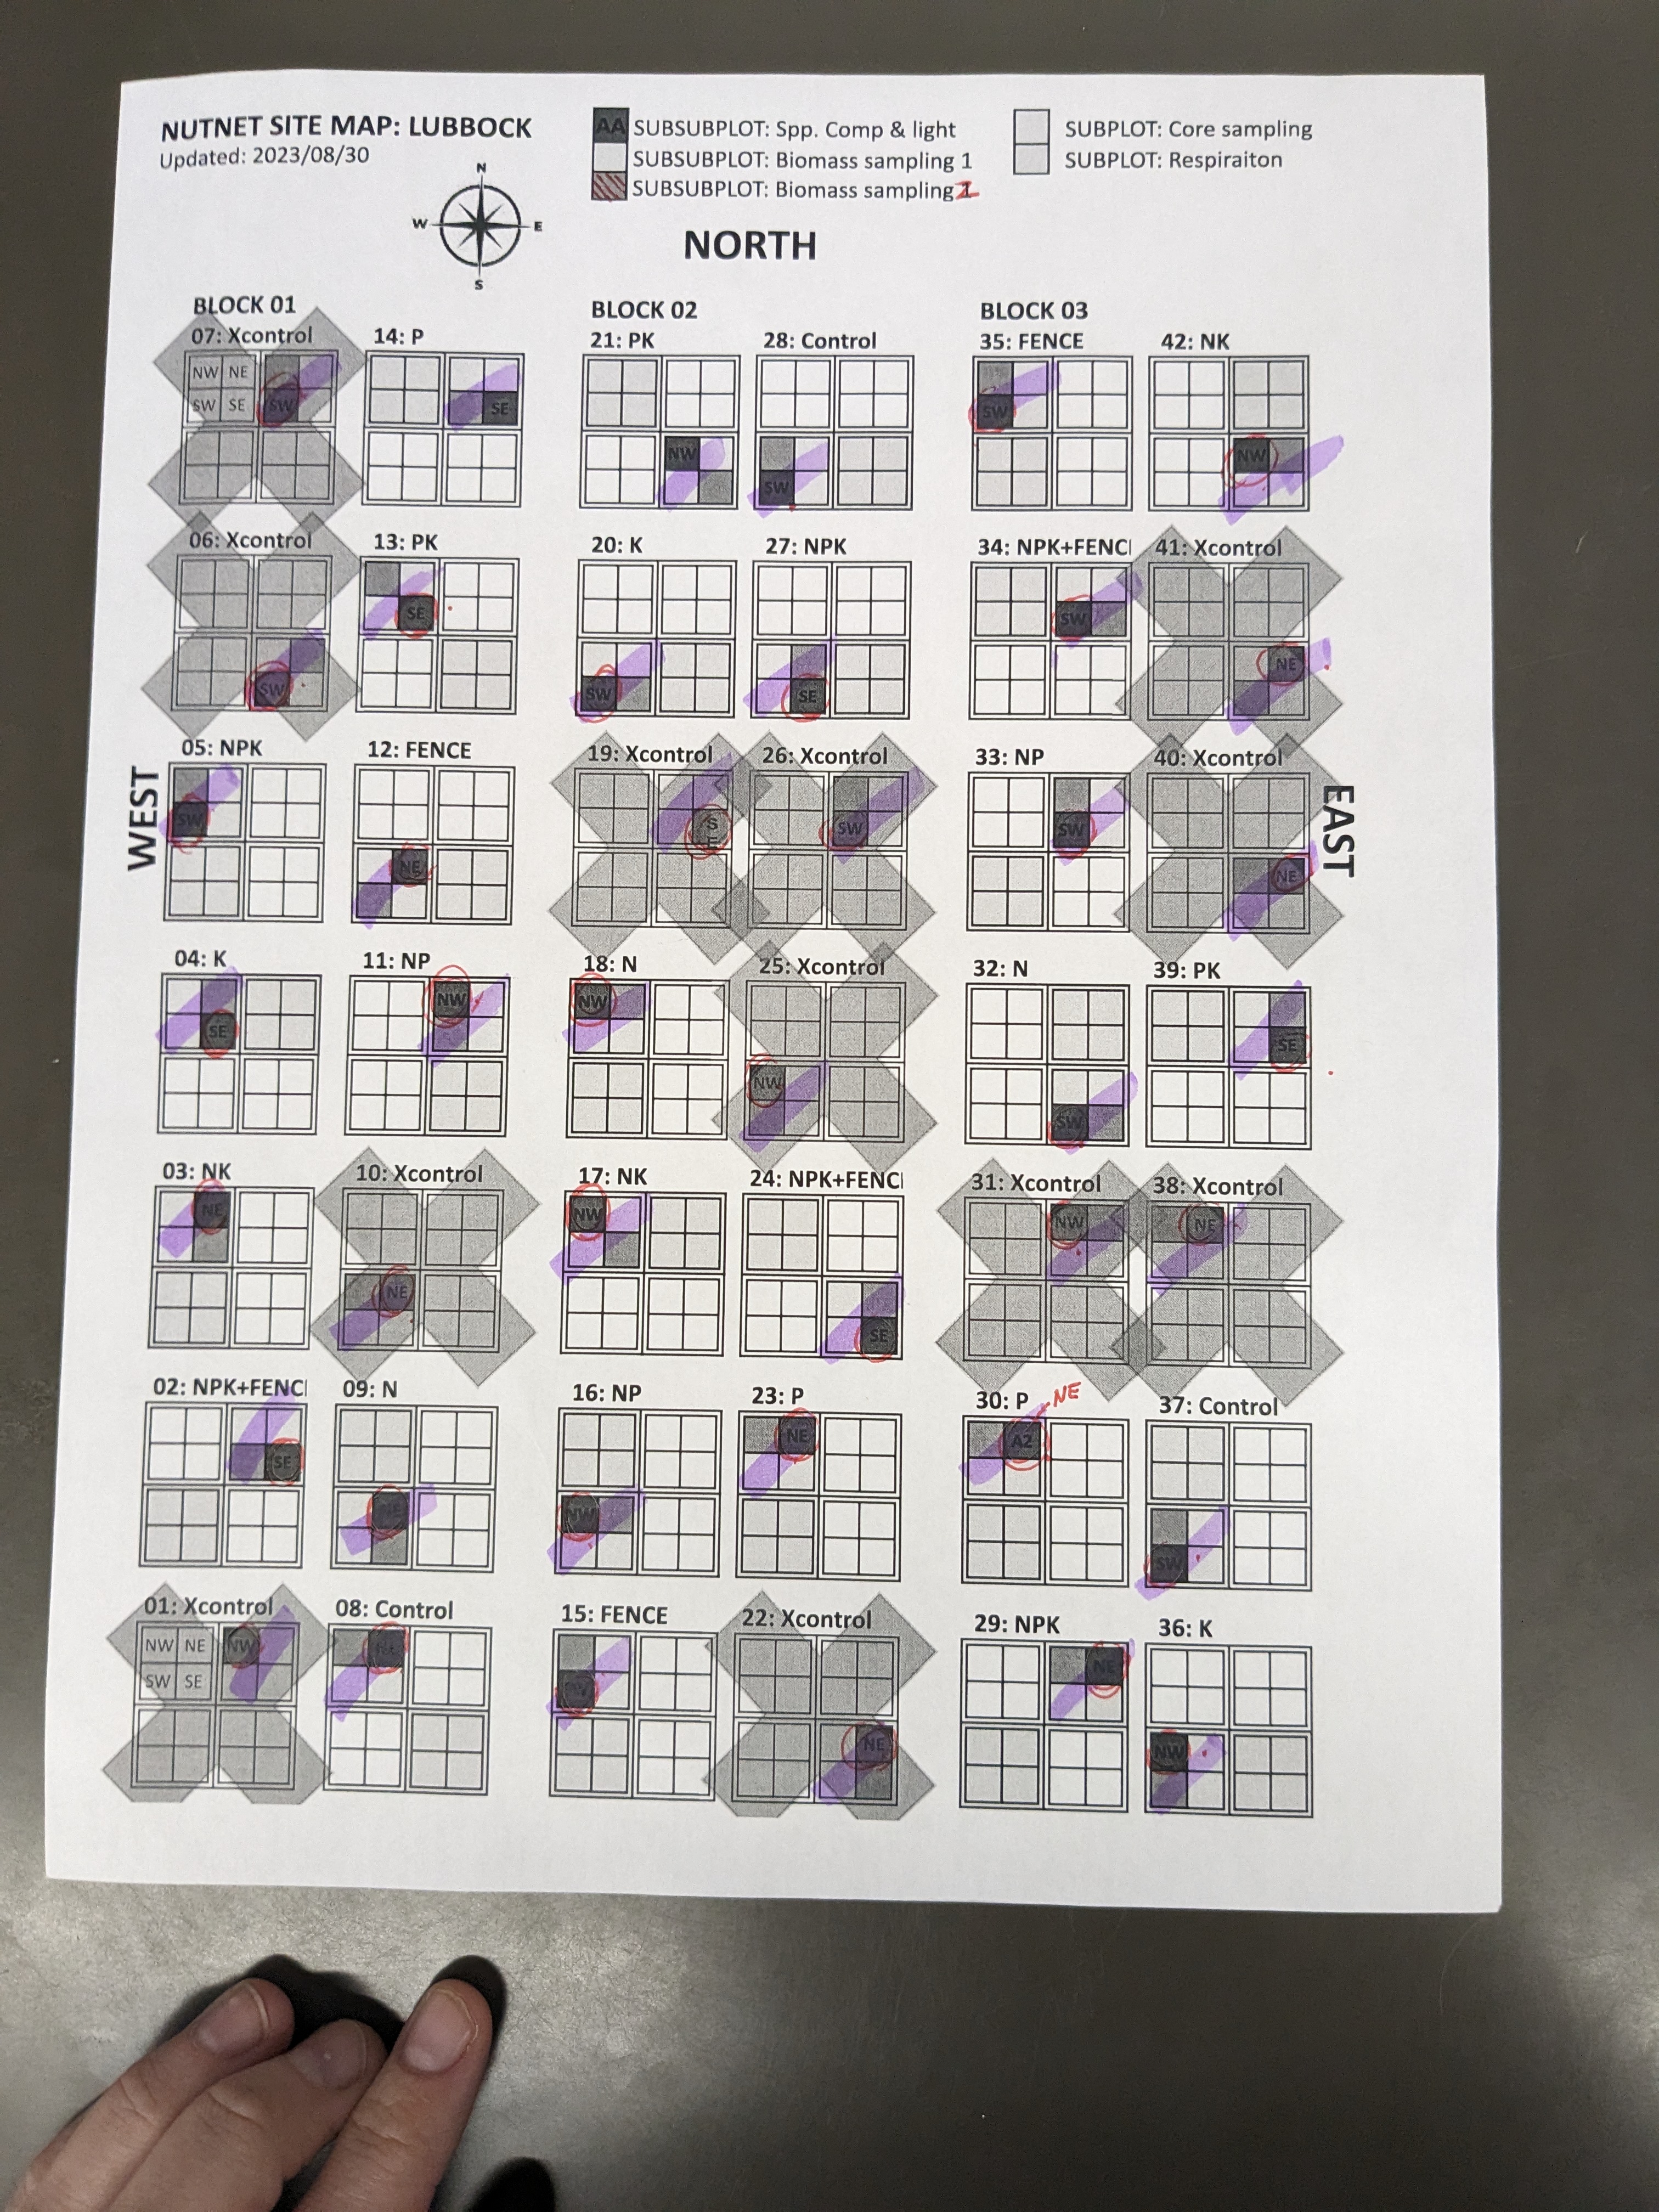 NUTNET SITE MAP: LUBBOCK
Updated: 2023/08/30
AA SUBSUBPLOT: Spp. Comp & light
SUBSUBPLOT: Biomass sampling 1
SUBSUBPLOT: Biomass sampling 2
SUBPLOT: Core sampling
SUBPLOT: Respiraiton
N
W E
S
NORTH
WEST
EAST
BLOCK 01 BLOCK 02 BLOCK 03
07: Xcontrol 14: P 21: PK 28: Control 35: FENCE 42: NK
NW NE
SW SE SW SE SW
NW SW NW
06: Xcontrol 13: PK 20: K 27: NPK 34: NPK+FENC 41: Xcontrol
SE SW
SW SW SE NE
05: NPK 12: FENCE 19: Xcontrol 26: Xcontrol 33: NP 40: Xcontrol
SW S SW SW
NE NE
04: K 11: NP 18: N 25: Xcontrol 32: N 39: PK
NW NW
SE SE
NW SW
03: NK 10: Xcontrol 17: NK 24: NPK+FENC 31: Xcontrol 38: Xcontrol
NE NW NW NE
NE SE
02: NPK+FENC 09: N 16: NP 23: P 30: P NE 37: Control
SE NE A2
NE NW SW
01: Xcontrol 08: Control 15: FENCE 22: Xcontrol 29: NPK 36: K
NW NE NW NE
SW SE
NE NW